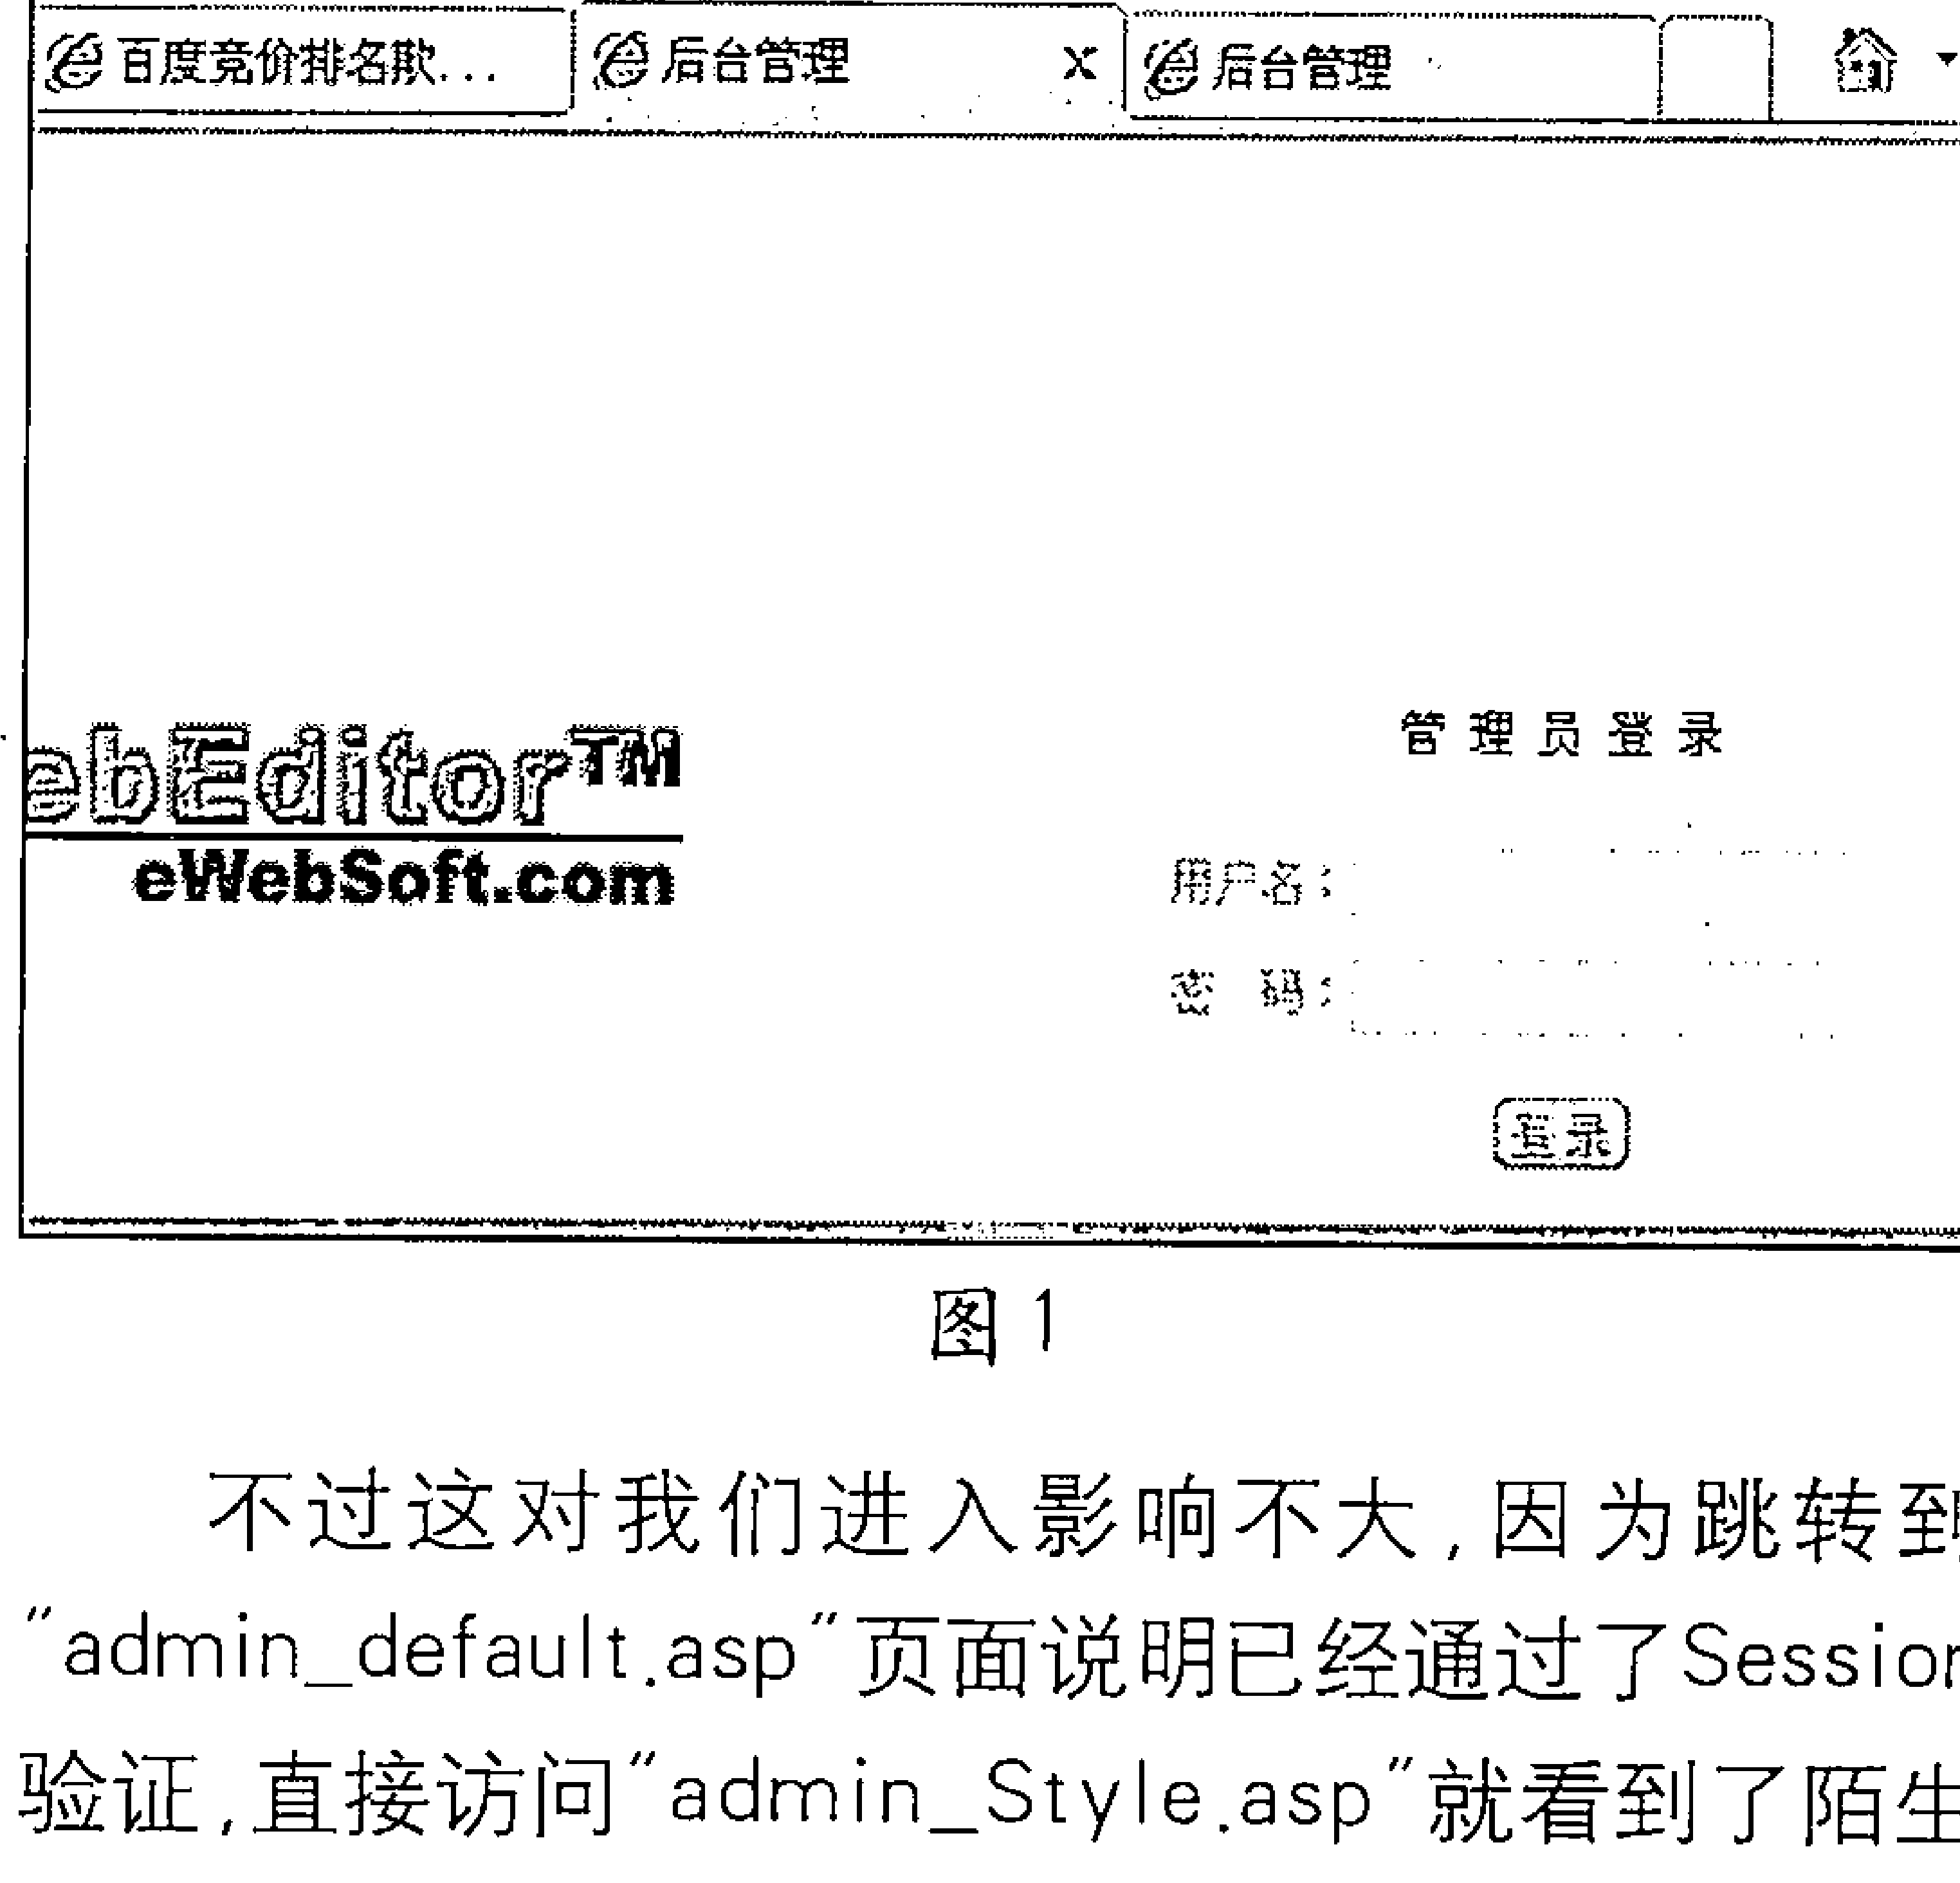 百度竞价排名欺... 后台管理 X 后台管理
管理员登录
ebEditor™
eWebSoft.com
用户名：
密 码：
登录
图 1
不过这对我们进入影响不大,因为跳转到
"admin_default.asp"页面说明已经通过了Session
验证,直接访问"admin_Style.asp"就看到了陌生